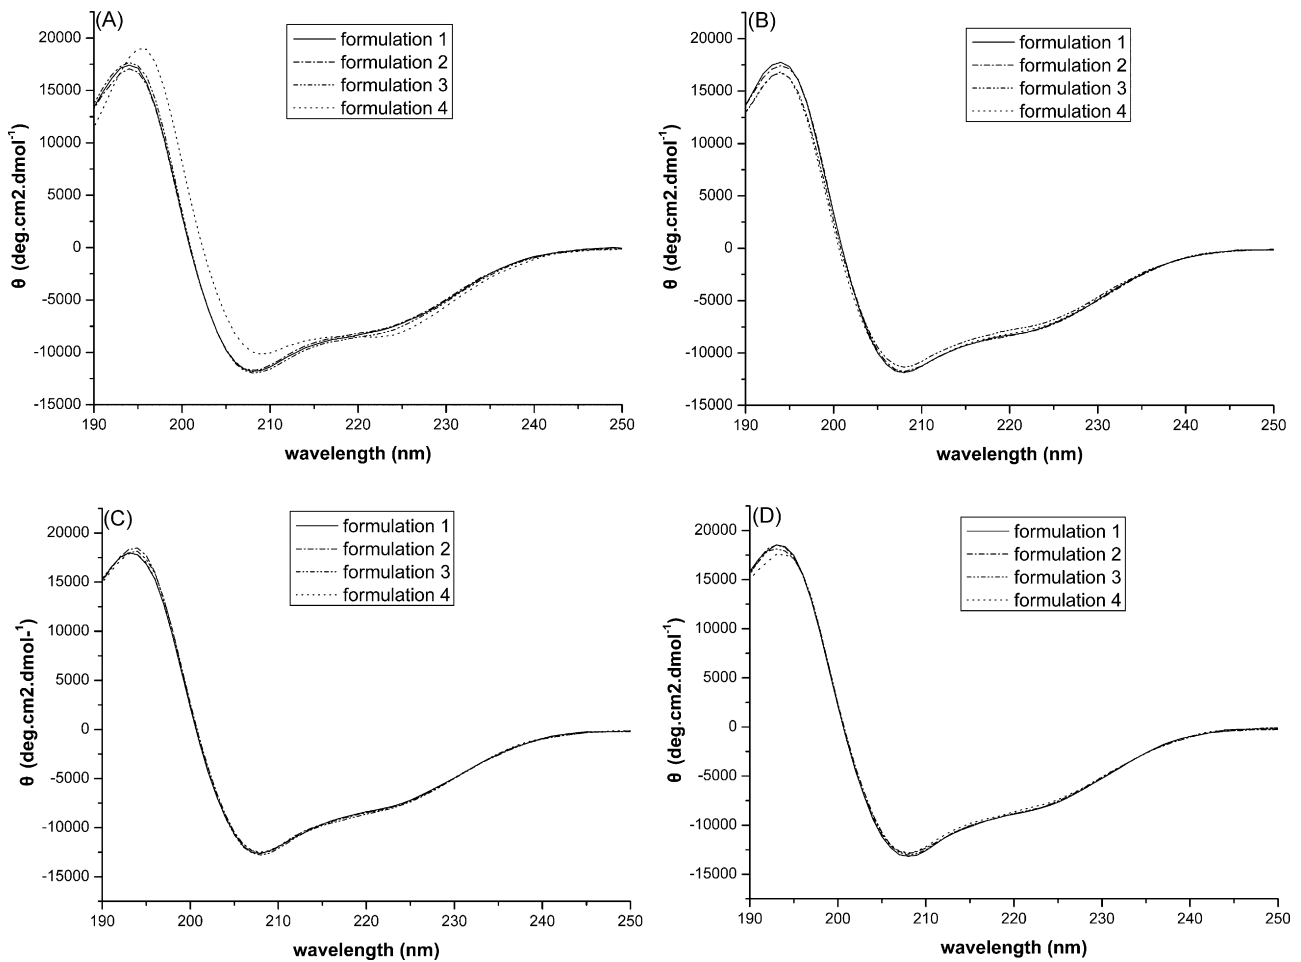 (A)
formulation 1
formulation 2
formulation 3
formulation 4
20000
15000
10000
5000
0
-5000
-10000
-15000
θ (deg.cm2.dmol-1)
190 200 210 220 230 240 250
wavelength (nm)
(B)
formulation 1
formulation 2
formulation 3
formulation 4
20000
15000
10000
5000
0
-5000
-10000
-15000
θ (deg.cm2.dmol-1)
190 200 210 220 230 240 250
wavelength (nm)
(C)
formulation 1
formulation 2
formulation 3
formulation 4
20000
15000
10000
5000
0
-5000
-10000
-15000
θ (deg.cm2.dmol-1)
190 200 210 220 230 240 250
wavelength (nm)
(D)
formulation 1
formulation 2
formulation 3
formulation 4
20000
15000
10000
5000
0
-5000
-10000
-15000
θ (deg.cm2.dmol-1)
190 200 210 220 230 240 250
wavelength (nm)